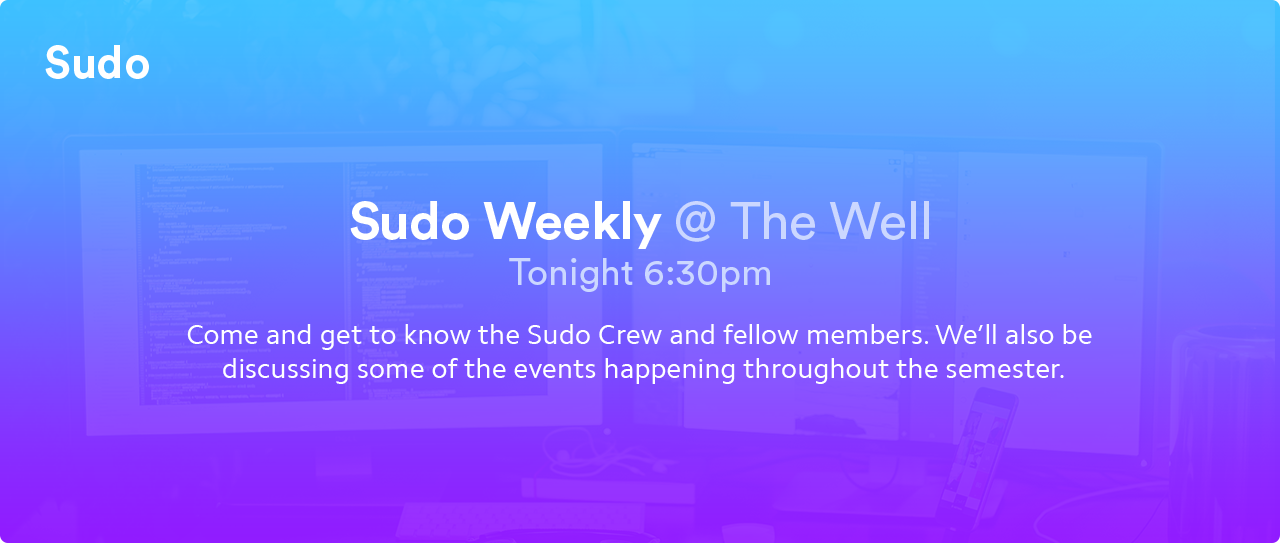 Sudo
Sudo Weekly @ The Well
Tonight 6:30pm
Come and get to know the Sudo Crew and fellow members. We’ll also be
discussing some of the events happening throughout the semester.